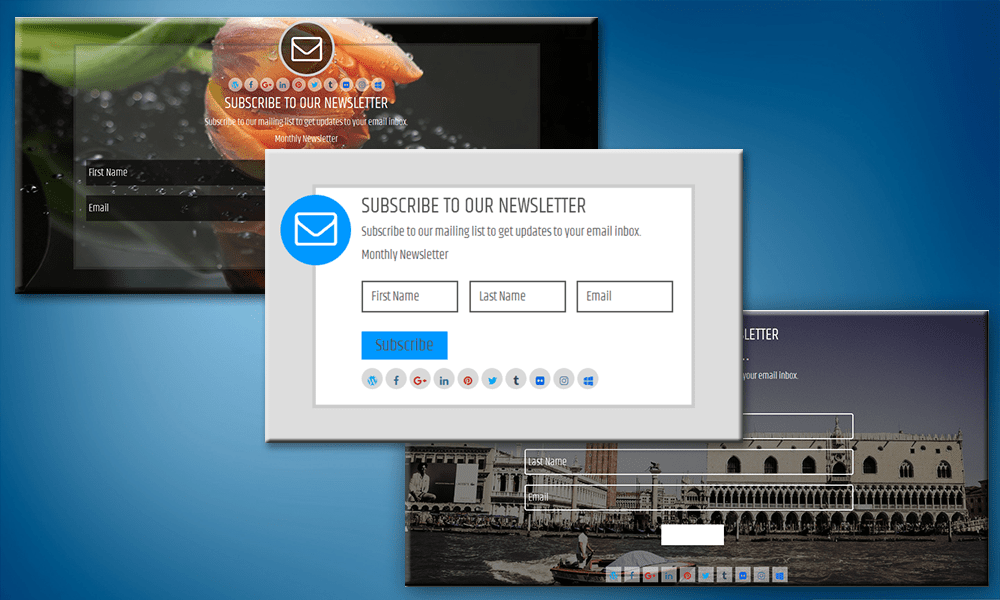 SUBSCRIBE TO OUR NEWSLETTER
Subscribe to our mailing list to get updates to your email inbox.
Monthly Newsletter
First Name
Email
SUBSCRIBE TO OUR NEWSLETTER
Subscribe to our mailing list to get updates to your email inbox.
Monthly Newsletter
First Name
Last Name
Email
Subscribe
LETTER
..
your email inbox.
Last Name
Email